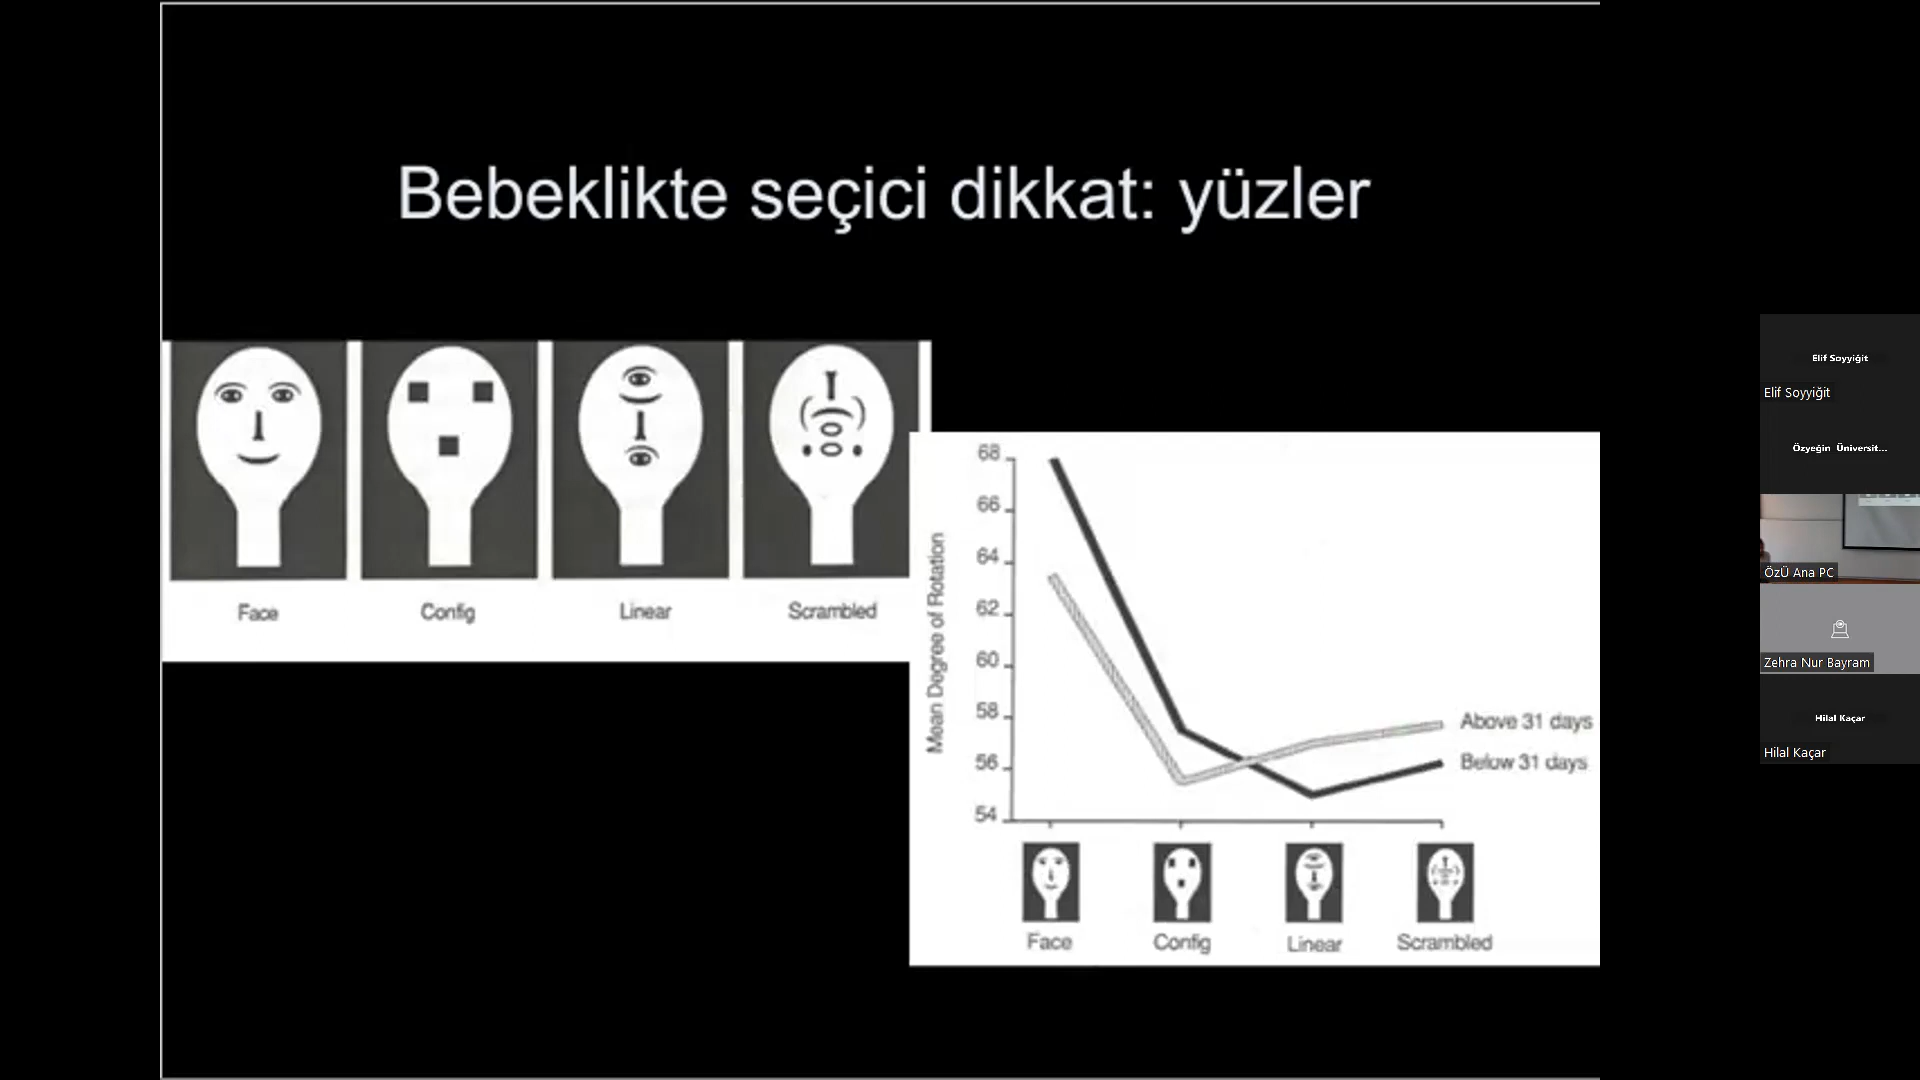 Bebeklikte seçici dikkat: yüzler
Face
Config
Linear
Scrambled
Mean Degree of Rotation
68
66
64
62
60
58
56
54
Above 31 days
Below 31 days
Face
Config
Linear
Scrambled
Elif Soyyiğit
Elif Soyyiğit
Özyeğin Üniversit...
ÖzÜ Ana PC
Zehra Nur Bayram
Hilal Kaçar
Hilal Kaçar